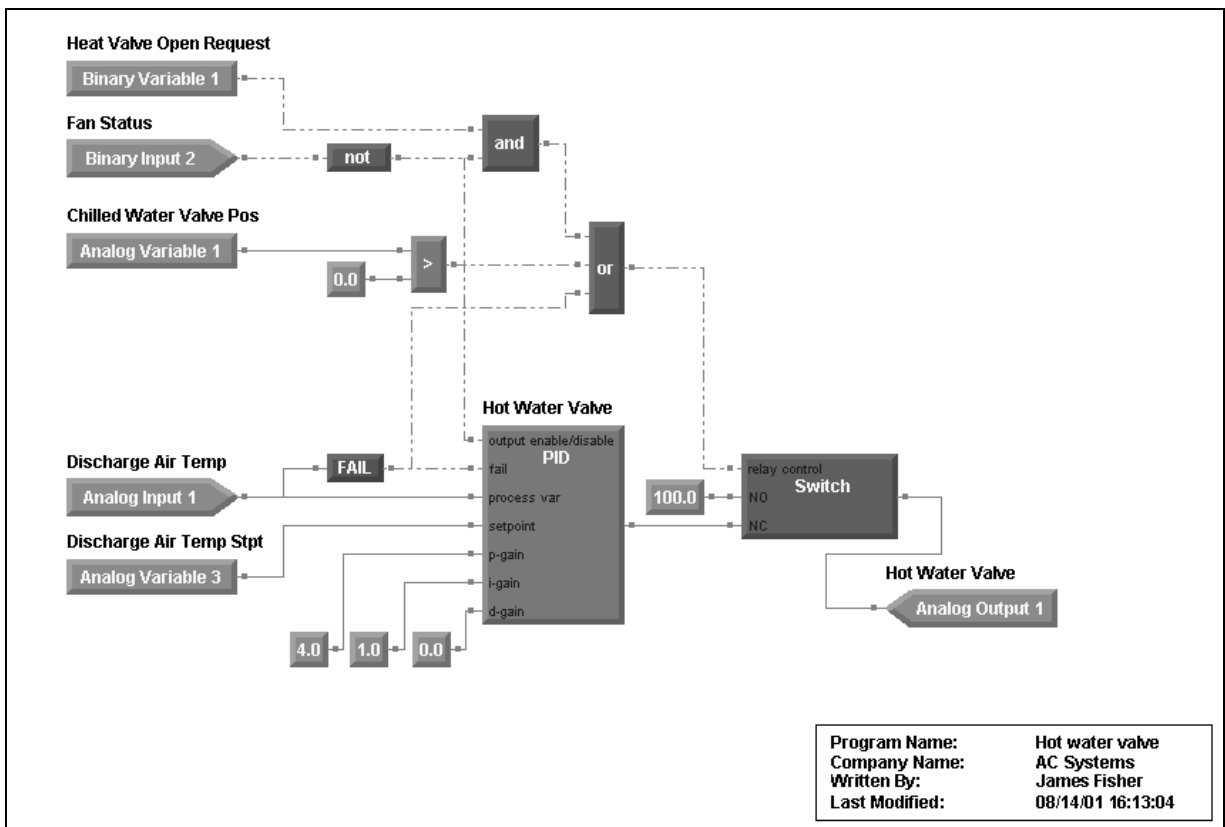 Heat Valve Open Request
Binary Variable 1
Fan Status
Binary Input 2
not
and
Chilled Water Valve Pos
Analog Variable 1
0.0
>
or
Hot Water Valve
output enable/disable
PID
fail
process var
setpoint
p-gain
i-gain
d-gain
Discharge Air Temp
FAIL
Analog Input 1
Discharge Air Temp Stpt
Analog Variable 3
4.0
1.0
0.0
100.0
relay control
Switch
NO
NC
Hot Water Valve
Analog Output 1
Program Name: Hot water valve
Company Name: AC Systems
Written By: James Fisher
Last Modified: 08/14/01 16:13:04